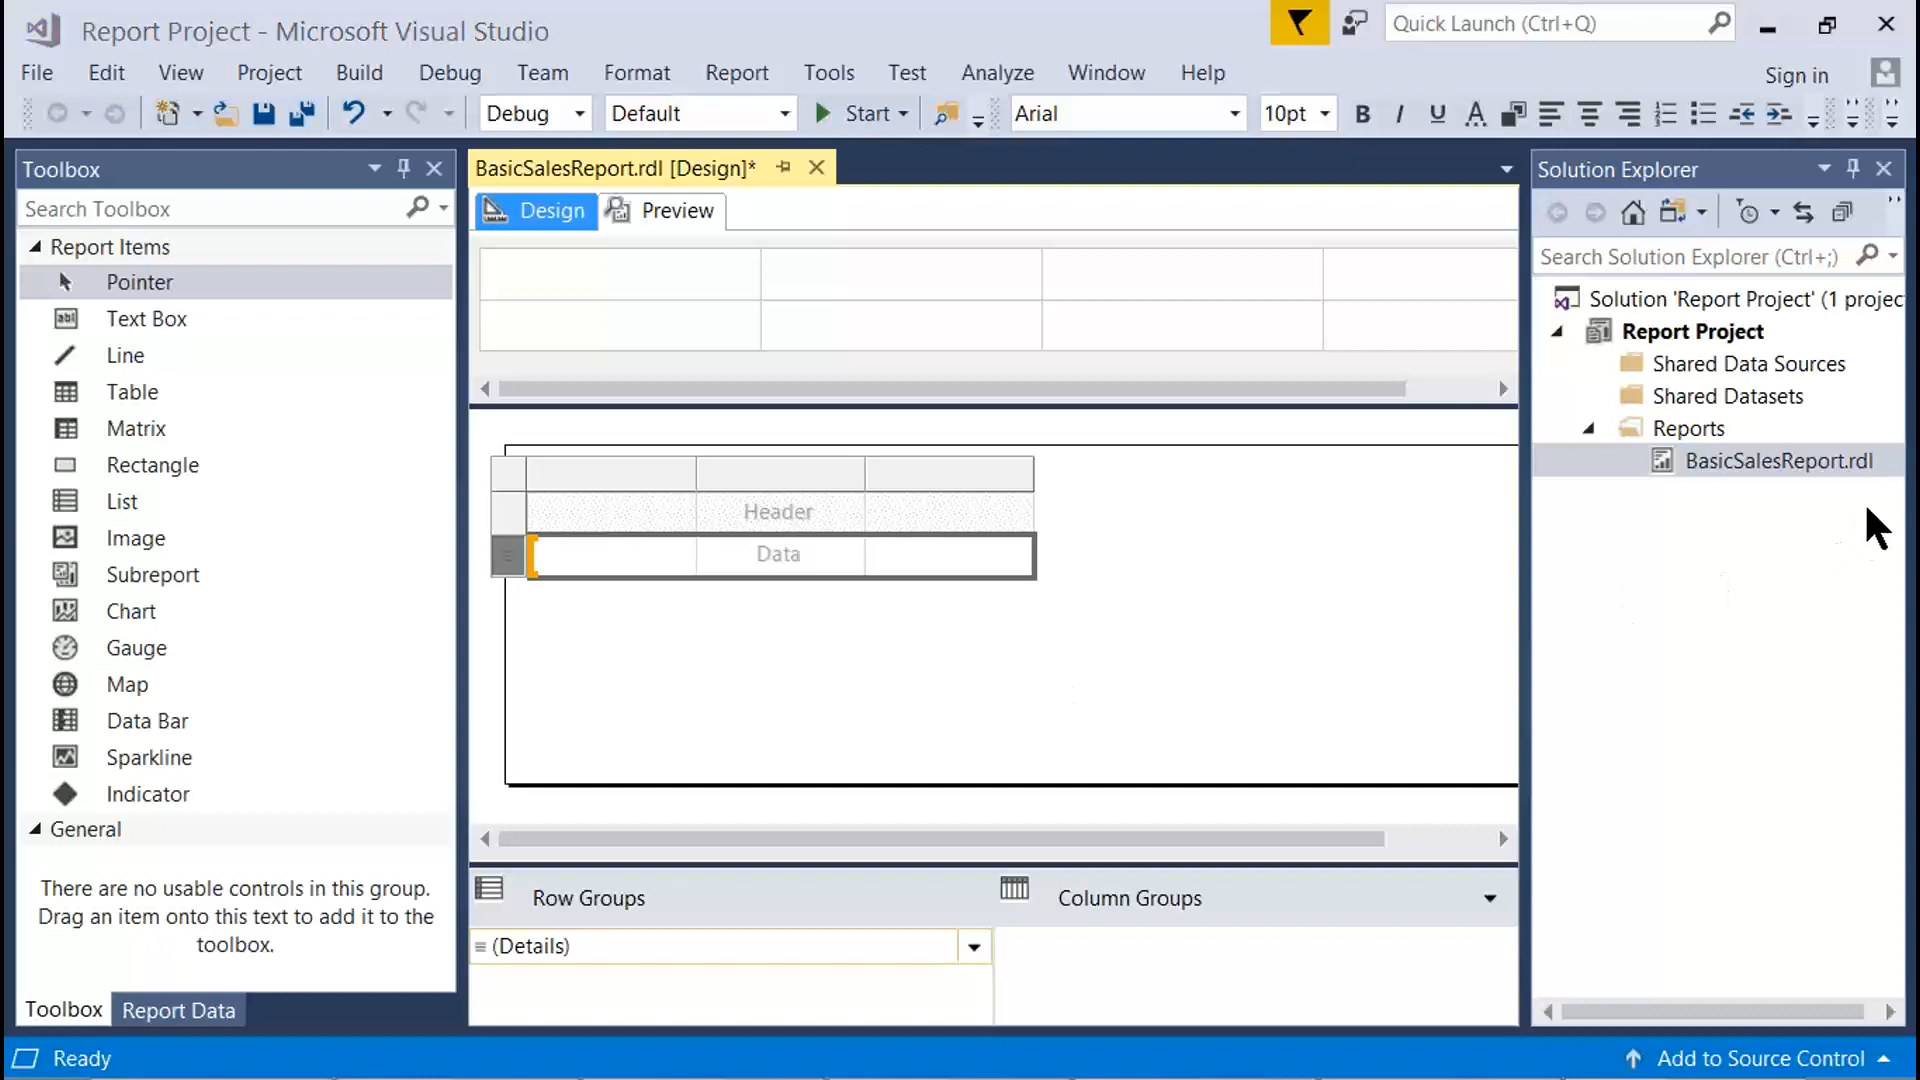 Report Project - Microsoft Visual Studio
Quick Launch (Ctrl+Q)
File Edit View Project Build Debug Team Format Report Tools Test Analyze Window Help
Sign in
Debug Default Start Arial 10pt B I U A
Toolbox
Search Toolbox
Report Items
Pointer
abl Text Box
Line
Table
Matrix
Rectangle
List
Image
Subreport
Chart
Gauge
Map
Data Bar
Sparkline
Indicator
General
There are no usable controls in this group.
Drag an item onto this text to add it to the
toolbox.
Toolbox Report Data
BasicSalesReport.rdl [Design]*
Design Preview
Header
Data
Row Groups
Column Groups
(Details)
Solution Explorer
Search Solution Explorer (Ctrl+;)
Solution 'Report Project' (1 projec
Report Project
Shared Data Sources
Shared Datasets
Reports
BasicSalesReport.rdl
Ready
Add to Source Control